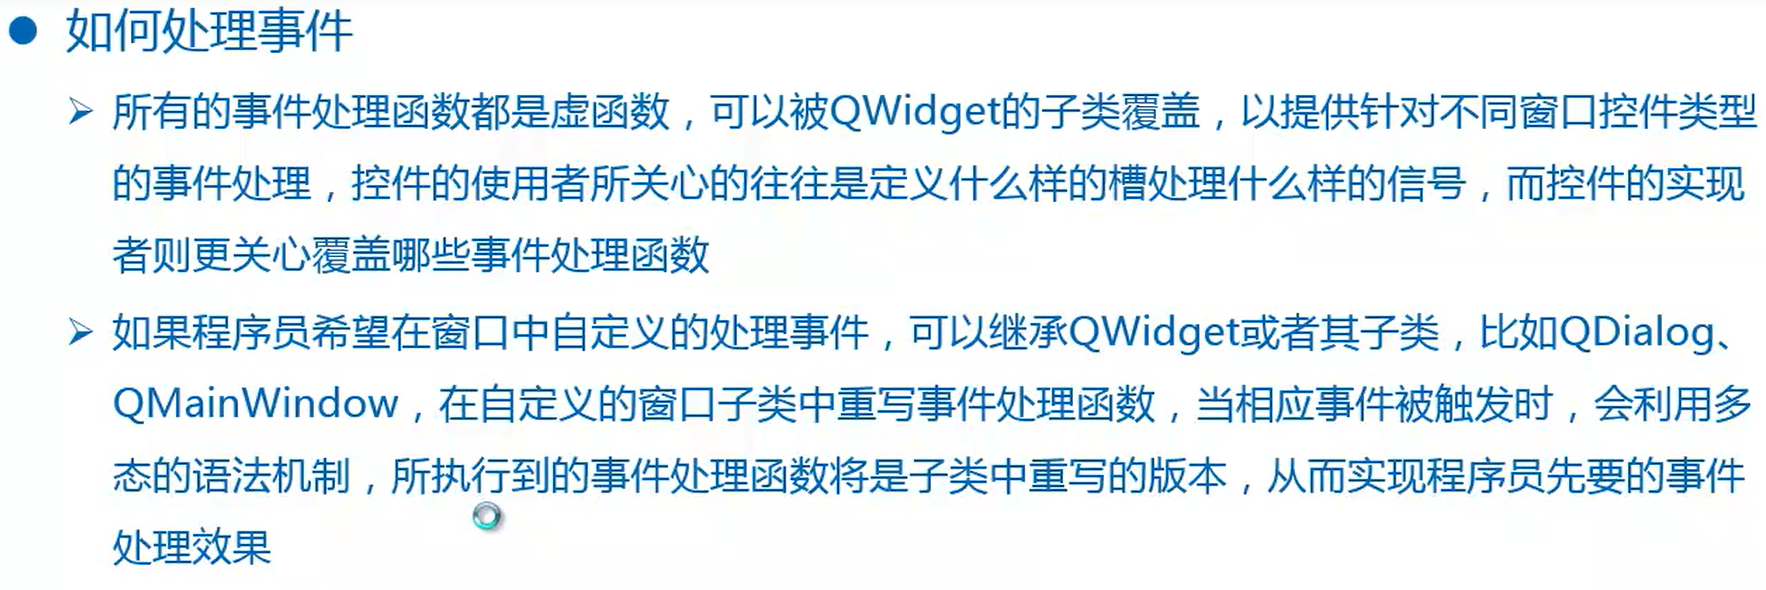 ● 如何处理事件
➢ 所有的事件处理函数都是虚函数，可以被QWidget的子类覆盖，以提供针对不同窗口控件类型
的事件处理，控件的使用者所关心的往往是定义什么样的槽处理什么样的信号，而控件的实现
者则更关心覆盖哪些事件处理函数
➢ 如果程序员希望在窗口中自定义的处理事件，可以继承QWidget或者其子类，比如QDialog、
QMainWindow，在自定义的窗口子类中重写事件处理函数，当相应事件被触发时，会利用多
态的语法机制，所执行到的事件处理函数将是子类中重写的版本，从而实现程序员先要的事件
处理效果